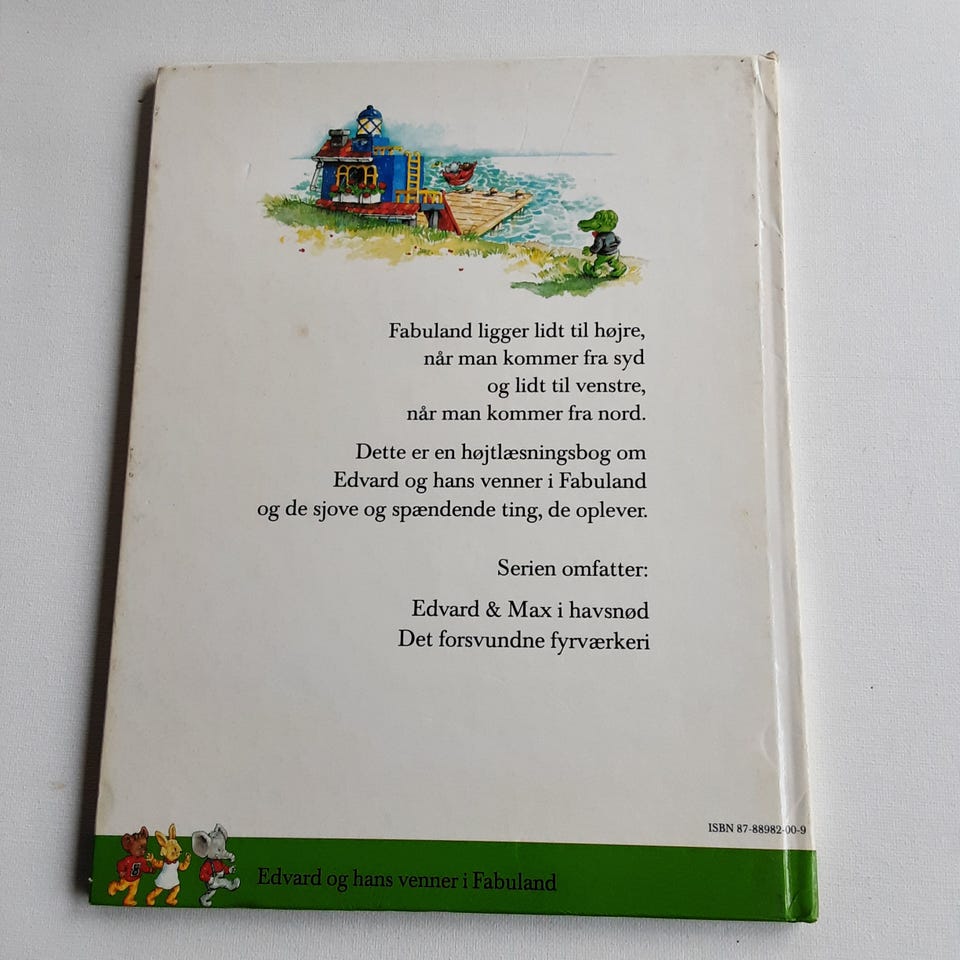 Fabuland ligger lidt til højre,
når man kommer fra syd
og lidt til venstre,
når man kommer fra nord.
Dette er en højtlæsningsbog om
Edvard og hans venner i Fabuland
og de sjove og spændende ting, de oplever.
Serien omfatter:
Edvard & Max i havsnød
Det forsvundne fyrværkeri
ISBN 87-88982-00-9
Edvard og hans venner i Fabuland